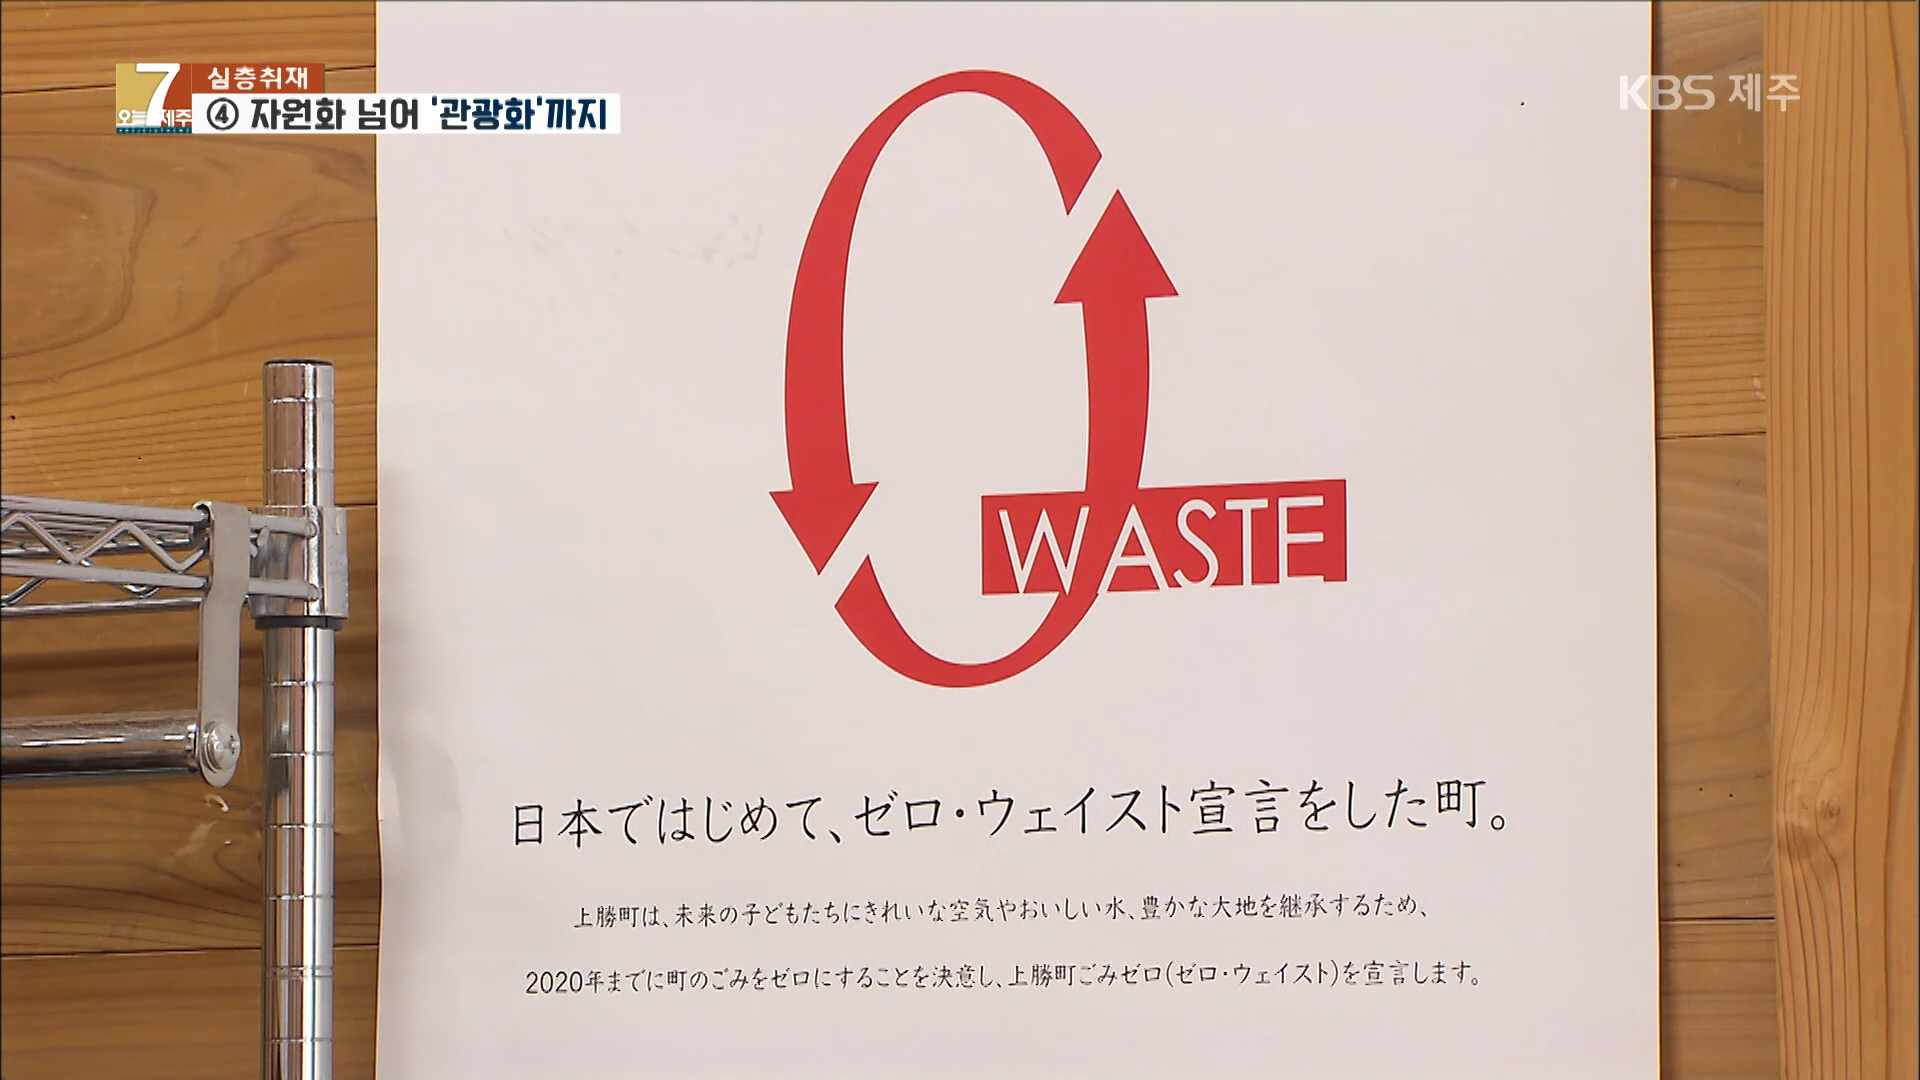 7
오늘 제주
심층취재
④ 자원화 넘어 '관광화'까지
KBS 제주
WASTE
日本ではじめて、ゼロ・ウェイスト宣言をした町。
上勝町は、未来の子どもたちにきれいな空気やおいしい水、豊かな大地を継承するため、
2020年までに町のごみをゼロにすることを決意し、上勝町ごみゼロ(ゼロ・ウェイスト)を宣言します。